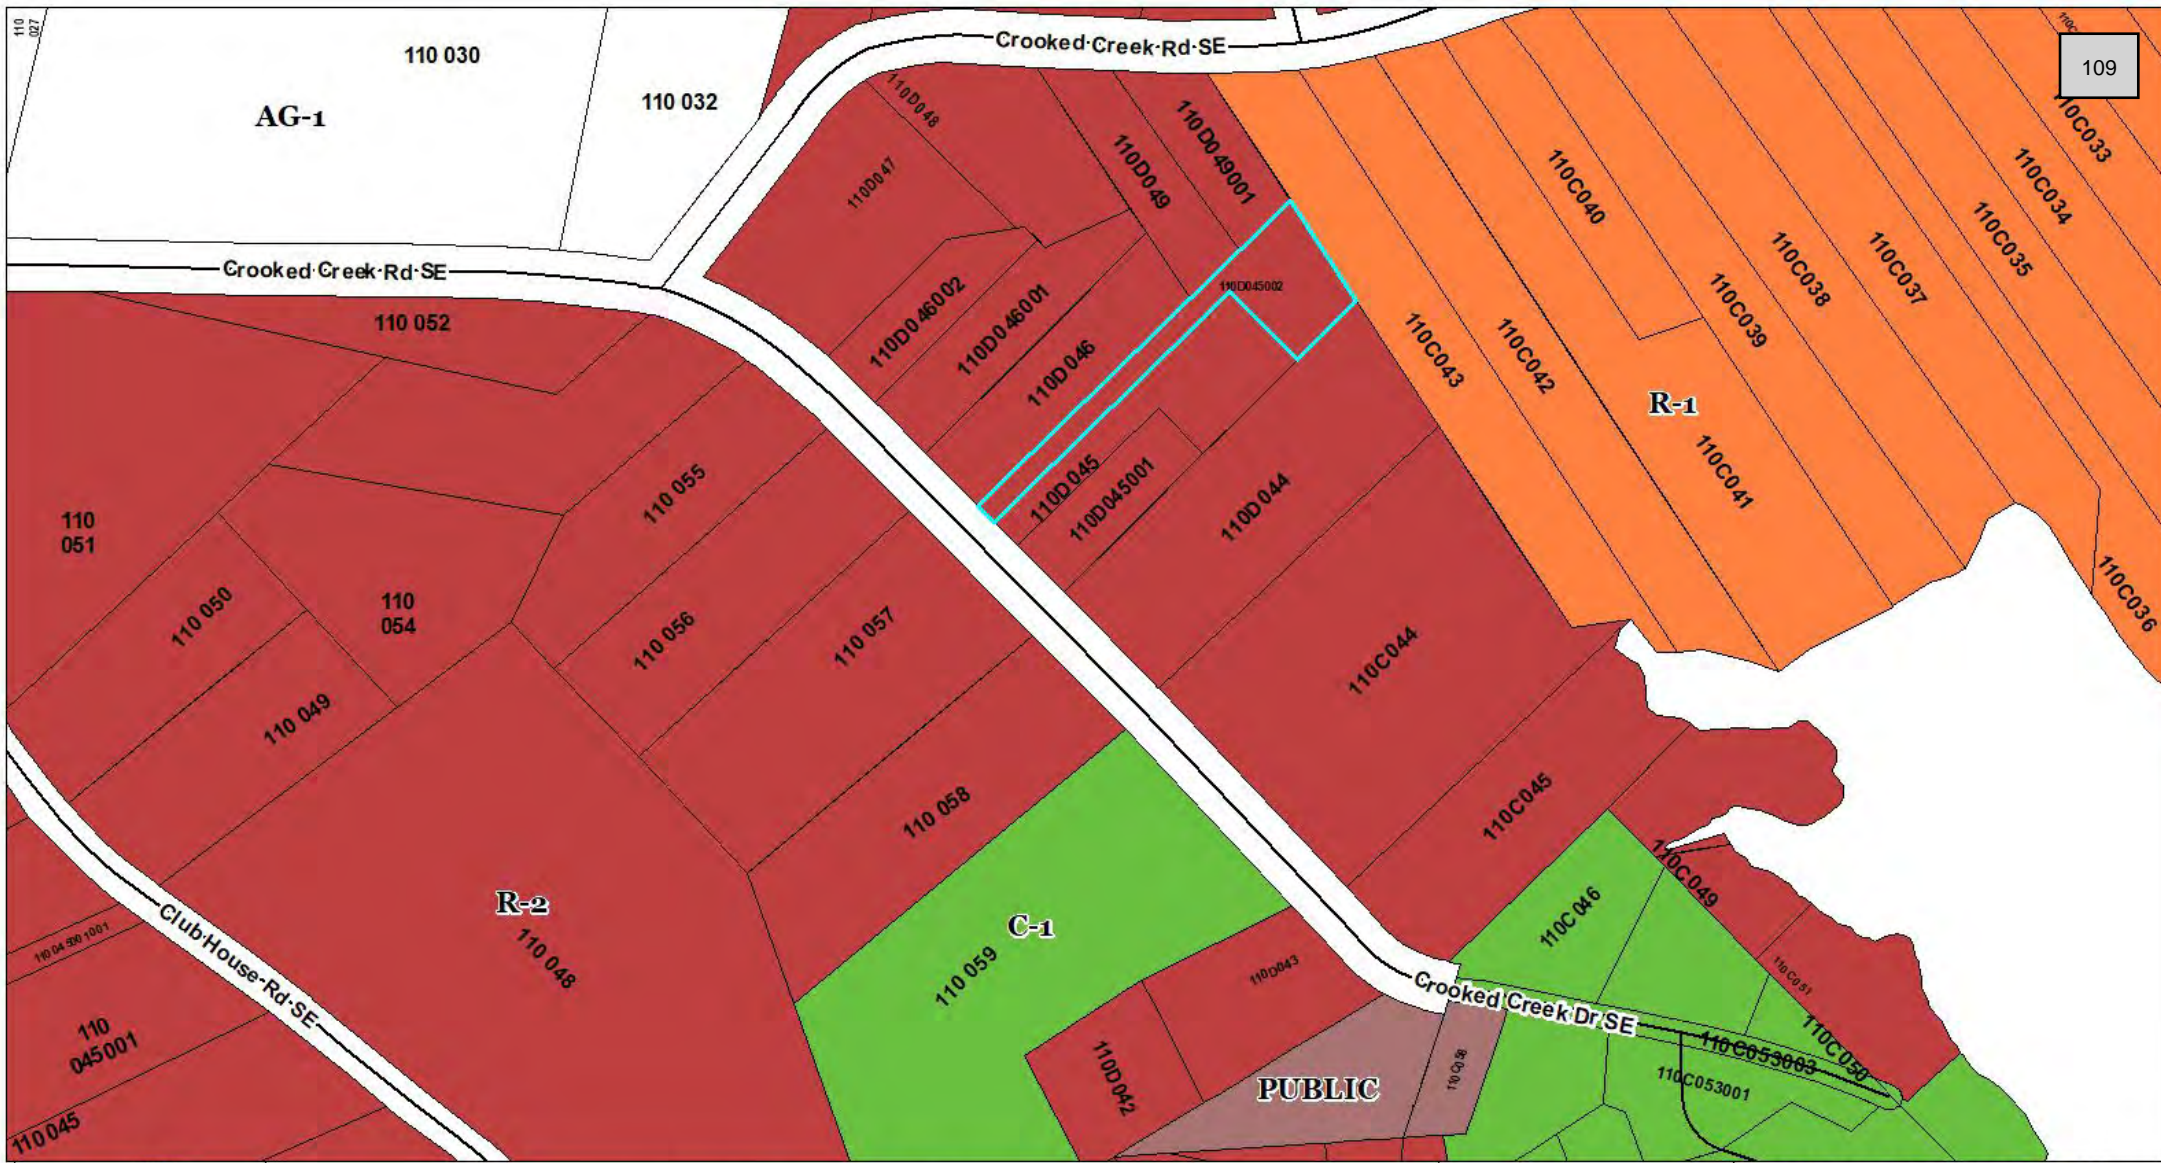 110
027
110 030
AG-1
110 032
Crooked Creek Rd SE
109
110C033
110C034
110C035
110C036
110C037
110C038
110C039
110C040
110C041
110C042
110C043
R-1
110D048
110D047
110D049
110D049001
110D046002
110D046001
110D046
110D045002
110D045
110D045001
110D044
Crooked Creek Rd SE
110 052
110
051
110 055
110 050
110
054
110 056
110 057
110 049
110 058
110C044
110C045
110C046
110C049
110C051
110C050
R-2
110 048
C-1
110 059
110D043
110D042
PUBLIC
110C058
Crooked Creek Dr SE
110C053003
110C053001
Club House Rd SE
110
045001
110 045